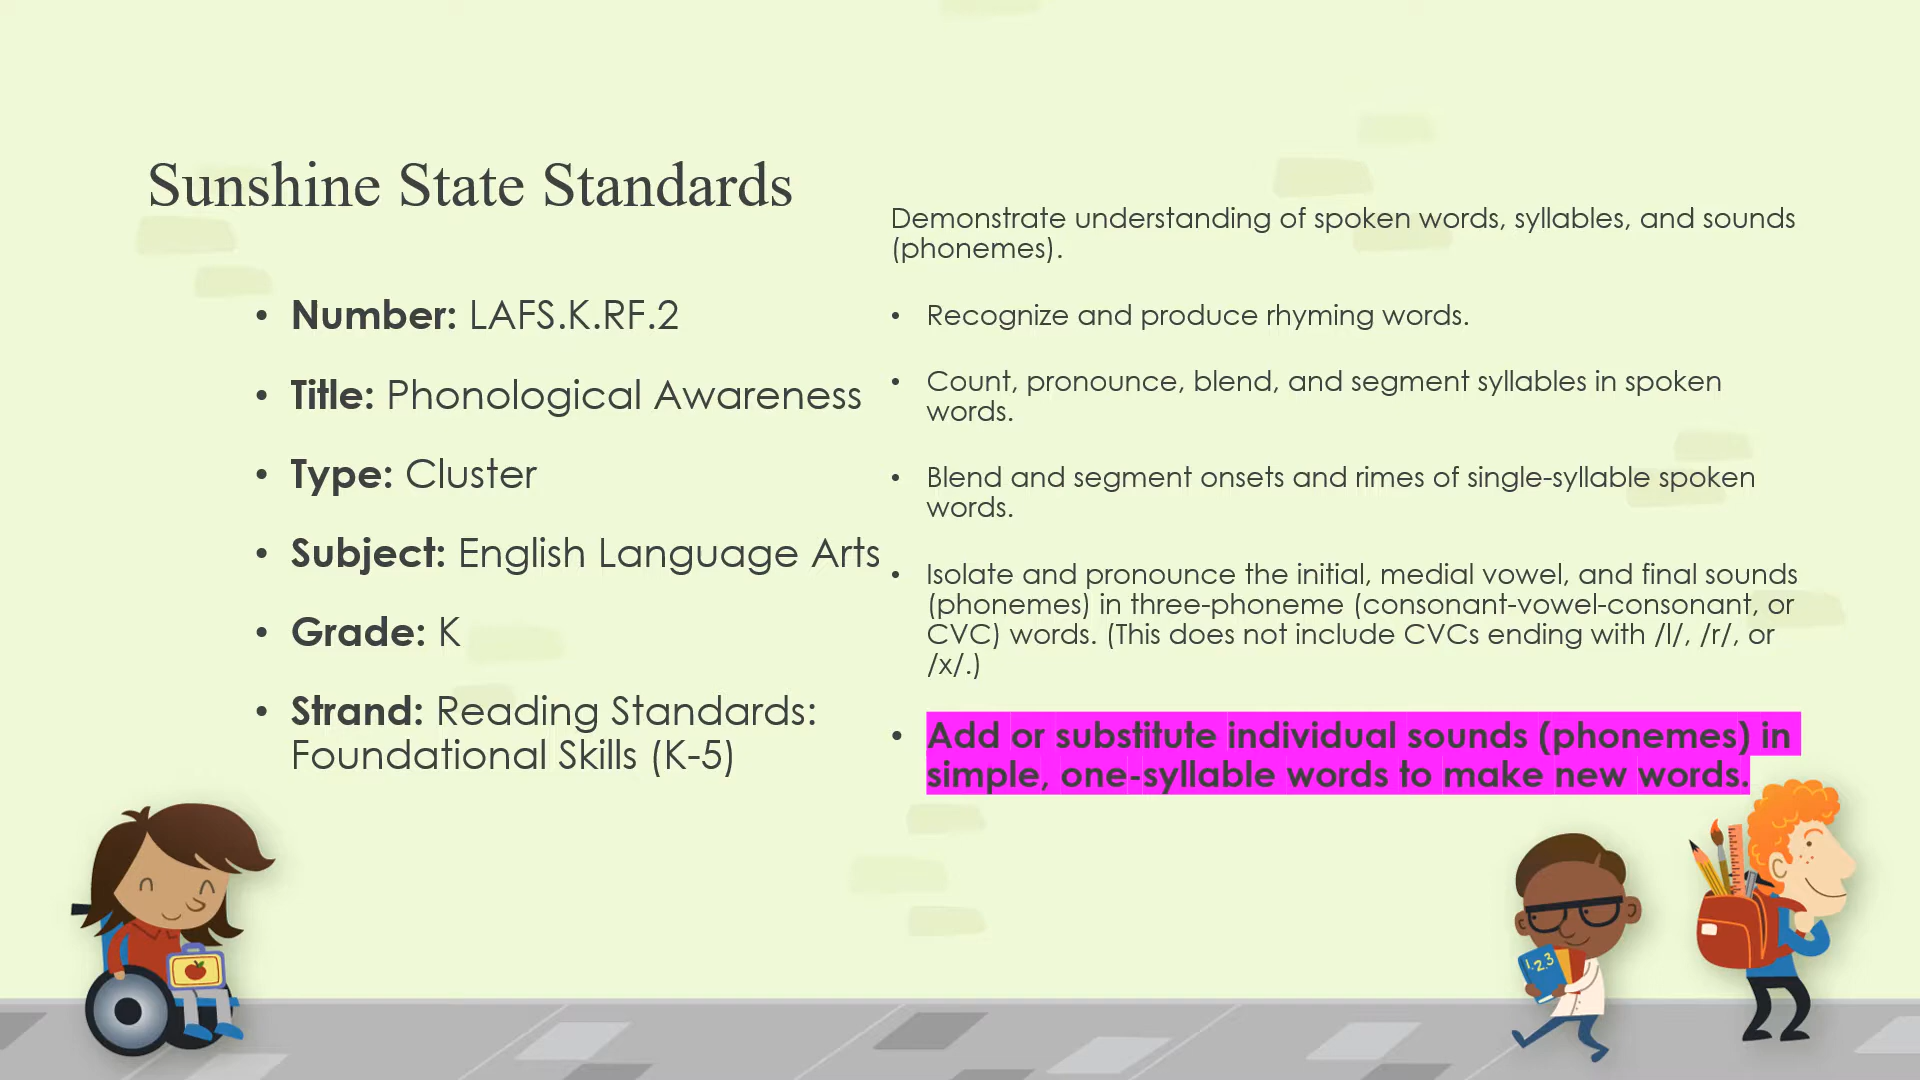 Sunshine State Standards
• Number: LAFS.K.RF.2
• Title: Phonological Awareness
• Type: Cluster
• Subject: English Language Arts
• Grade: K
• Strand: Reading Standards:
Foundational Skills (K-5)
Demonstrate understanding of spoken words, syllables, and sounds
(phonemes).
• Recognize and produce rhyming words.
• Count, pronounce, blend, and segment syllables in spoken
words.
• Blend and segment onsets and rimes of single-syllable spoken
words.
• Isolate and pronounce the initial, medial vowel, and final sounds
(phonemes) in three-phoneme (consonant-vowel-consonant, or
CVC) words. (This does not include CVCs ending with /l/, /r/, or
/x/.)
• Add or substitute individual sounds (phonemes) in
simple, one-syllable words to make new words.
1,2,3